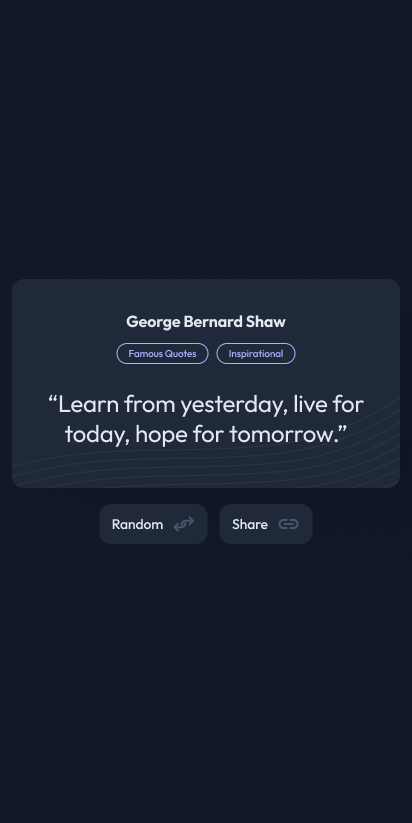 George Bernard Shaw
Famous Quotes Inspirational
“Learn from yesterday, live for
today, hope for tomorrow.”
Random Share